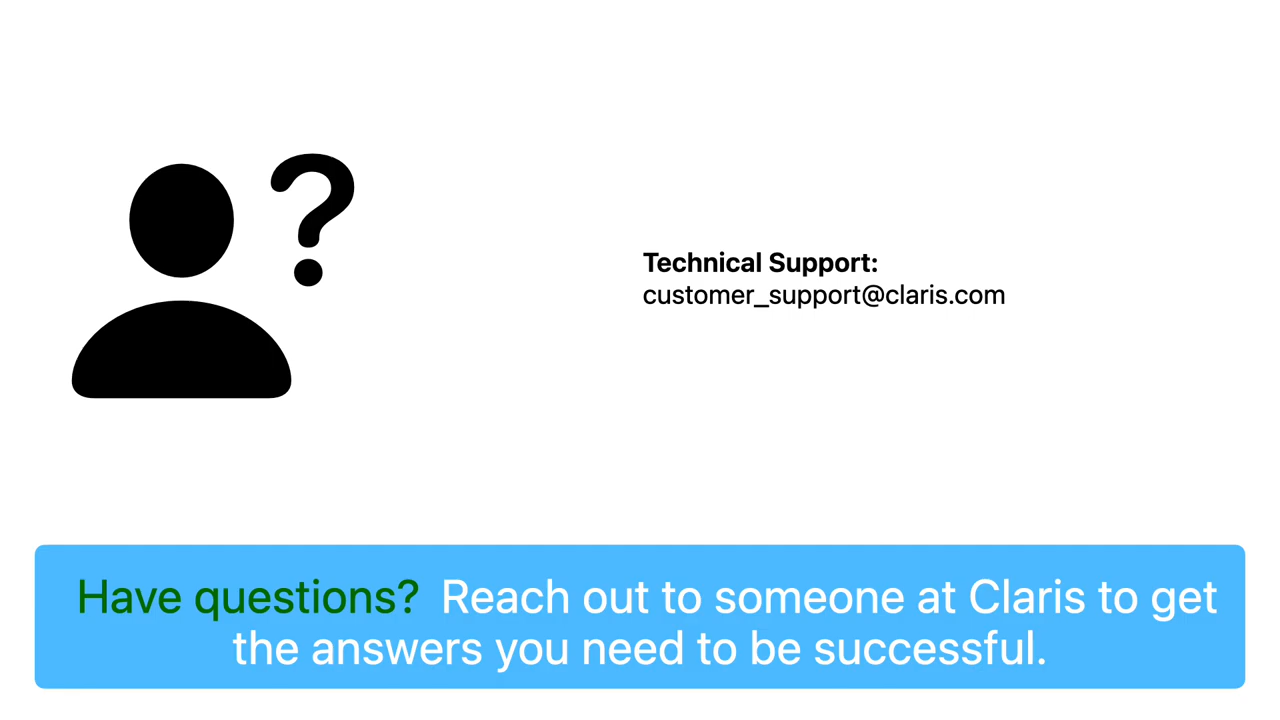 ?
Technical Support:
customer_support@claris.com
Have questions? Reach out to someone at Claris to get
the answers you need to be successful.